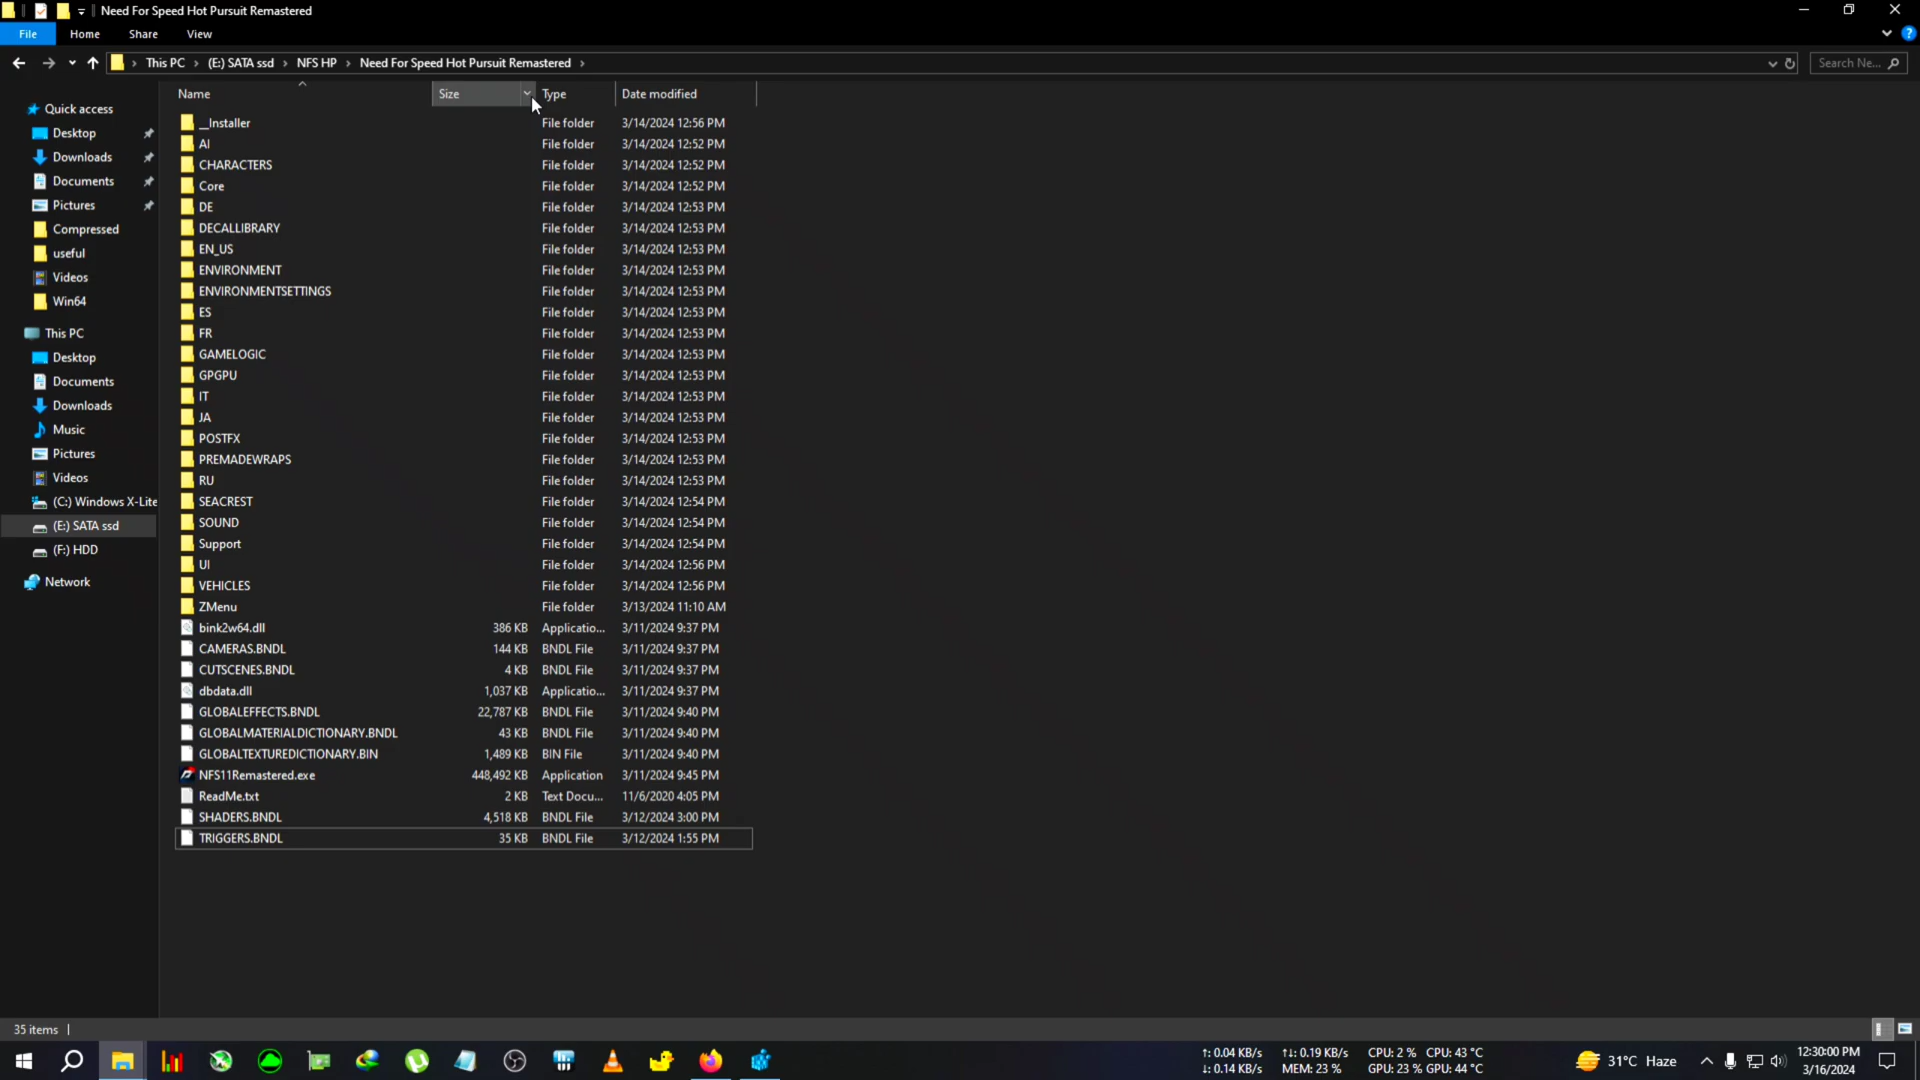 Need For Speed Hot Pursuit Remastered
File Home Share View
This PC (E:) SATA ssd NFS HP Need For Speed Hot Pursuit Remastered Search Ne...
Name Size Type Date modified
Quick access
Desktop
Downloads
Documents
Pictures
Compressed
useful
Videos
Win64
This PC
Desktop
Documents
Downloads
Music
Pictures
Videos
(C:) Windows X-Lite
(E:) SATA ssd
(F:) HDD
Network
__Installer File folder 3/14/2024 12:56 PM
AI File folder 3/14/2024 12:52 PM
CHARACTERS File folder 3/14/2024 12:52 PM
Core File folder 3/14/2024 12:52 PM
DE File folder 3/14/2024 12:53 PM
DECALLIBRARY File folder 3/14/2024 12:53 PM
EN_US File folder 3/14/2024 12:53 PM
ENVIRONMENT File folder 3/14/2024 12:53 PM
ENVIRONMENTSETTINGS File folder 3/14/2024 12:53 PM
ES File folder 3/14/2024 12:53 PM
FR File folder 3/14/2024 12:53 PM
GAMELOGIC File folder 3/14/2024 12:53 PM
GPGPU File folder 3/14/2024 12:53 PM
IT File folder 3/14/2024 12:53 PM
JA File folder 3/14/2024 12:53 PM
POSTFX File folder 3/14/2024 12:53 PM
PREMADEWRAPS File folder 3/14/2024 12:53 PM
RU File folder 3/14/2024 12:53 PM
SEACREST File folder 3/14/2024 12:54 PM
SOUND File folder 3/14/2024 12:54 PM
Support File folder 3/14/2024 12:54 PM
UI File folder 3/14/2024 12:56 PM
VEHICLES File folder 3/14/2024 12:56 PM
ZMenu File folder 3/13/2024 11:10 AM
bink2w64.dll 386 KB Applicatio... 3/11/2024 9:37 PM
CAMERAS.BNDL 144 KB BNDL File 3/11/2024 9:37 PM
CUTSCENES.BNDL 4 KB BNDL File 3/11/2024 9:37 PM
dbdata.dll 1,037 KB Applicatio... 3/11/2024 9:37 PM
GLOBALEFFECTS.BNDL 22,787 KB BNDL File 3/11/2024 9:40 PM
GLOBALMATERIALDICTIONARY.BNDL 43 KB BNDL File 3/11/2024 9:40 PM
GLOBALTEXTUREDICTIONARY.BIN 1,489 KB BIN File 3/11/2024 9:40 PM
NFS11Remastered.exe 448,492 KB Application 3/11/2024 9:45 PM
ReadMe.txt 2 KB Text Docu... 11/6/2020 4:05 PM
SHADERS.BNDL 4,518 KB BNDL File 3/12/2024 3:00 PM
TRIGGERS.BNDL 35 KB BNDL File 3/12/2024 1:55 PM
35 items
↑: 0.04 KB/s ↑↓: 0.19 KB/s CPU: 2 % CPU: 43 °C
↓: 0.14 KB/s MEM: 23 % GPU: 23 % GPU: 44 °C
31°C Haze
12:30:00 PM
3/16/2024